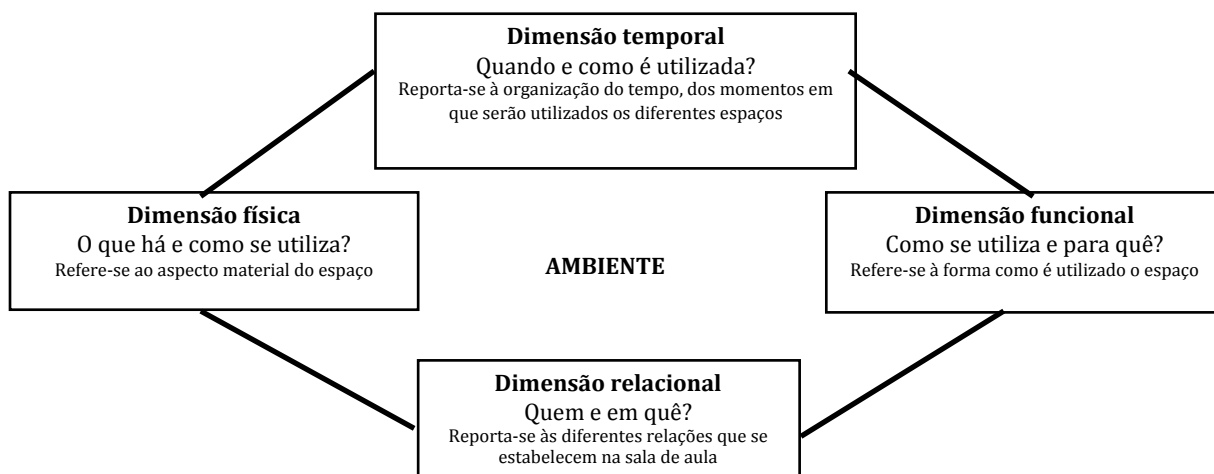 Dimensão temporal
Quando e como é utilizada?
Reporta-se à organização do tempo, dos momentos em
que serão utilizados os diferentes espaços
Dimensão física
O que há e como se utiliza?
Refere-se ao aspecto material do espaço
AMBIENTE
Dimensão funcional
Como se utiliza e para quê?
Refere-se à forma como é utilizado o espaço
Dimensão relacional
Quem e em quê?
Reporta-se às diferentes relações que se
estabelecem na sala de aula